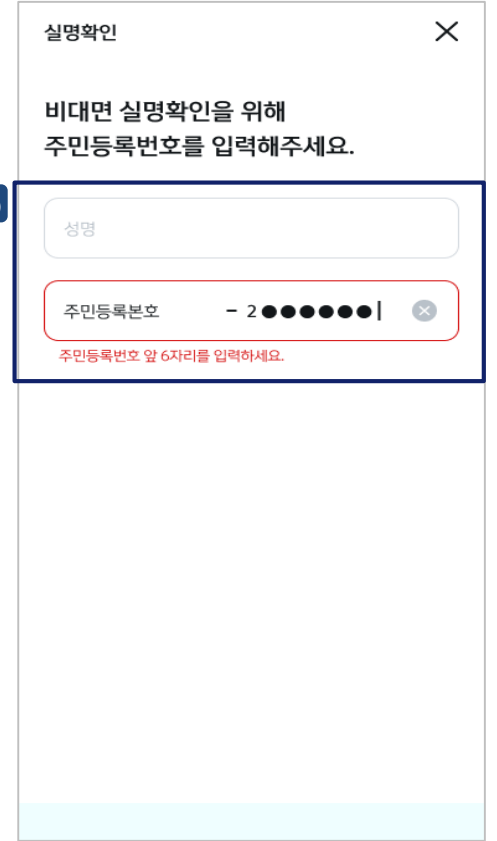 실명확인
비대면 실명확인을 위해
주민등록번호를 입력해주세요.
성명
주민등록본호 - 2●●●●●●
주민등록번호 앞 6자리를 입력하세요.